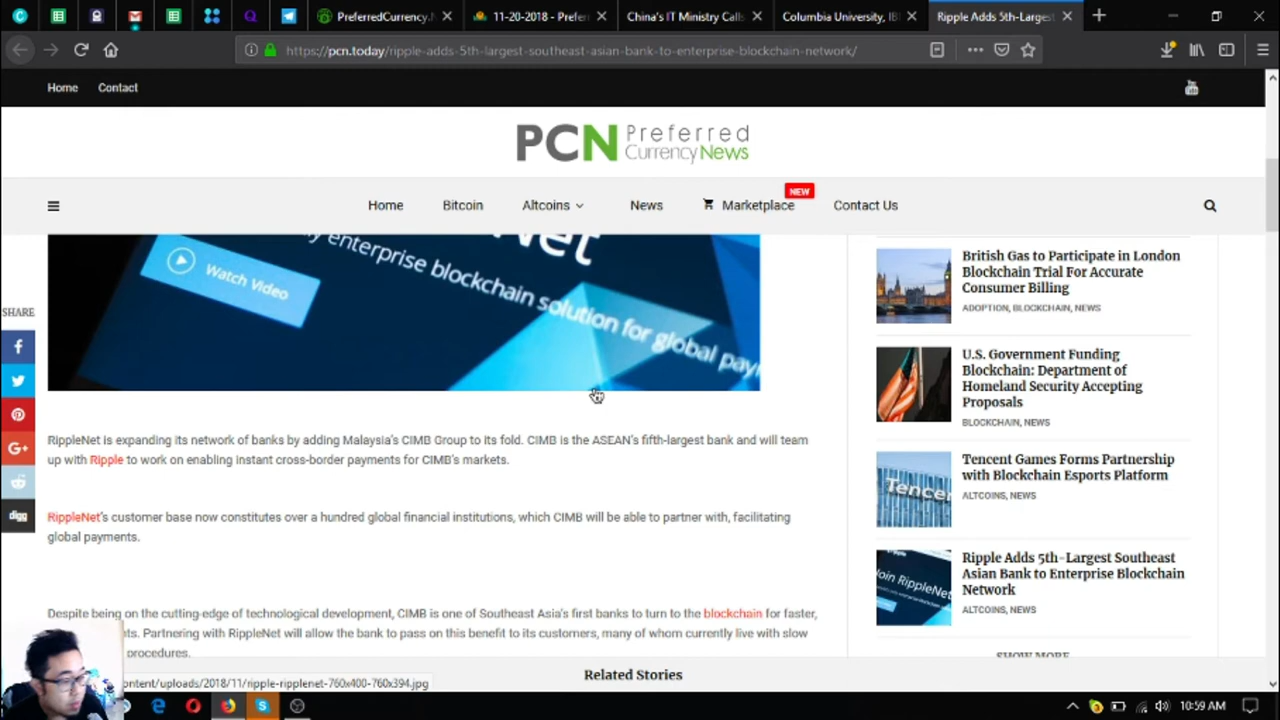 PreferredCurrency.N
11-20-2018 - Prefer
China's IT Ministry Calls
Columbia University, IB
Ripple Adds 5th-Largest
https://pcn.today/ripple-adds-5th-largest-southeast-asian-bank-to-enterprise-blockchain-network/
Home Contact
You
PCN Preferred
CurrencyNews
NEW
Home Bitcoin Altcoins News Marketplace Contact Us
Net
enterprise blockchain solution for global pay
Watch Video
SHARE
digg
RippleNet is expanding its network of banks by adding Malaysia's CIMB Group to its fold. CIMB is the ASEAN's fifth-largest bank and will team
up with Ripple to work on enabling instant cross-border payments for CIMB's markets.
RippleNet's customer base now constitutes over a hundred global financial institutions, which CIMB will be able to partner with, facilitating
global payments.
Despite being on the cutting-edge of technological development, CIMB is one of Southeast Asia's first banks to turn to the blockchain for faster,
Partnering with RippleNet will allow the bank to pass on this benefit to its customers, many of whom currently live with slow
procedures.
British Gas to Participate in London
Blockchain Trial For Accurate
Consumer Billing
ADOPTION, BLOCKCHAIN, NEWS
U.S. Government Funding
Blockchain: Department of
Homeland Security Accepting
Proposals
BLOCKCHAIN, NEWS
Tencent
Tencent Games Forms Partnership
with Blockchain Esports Platform
ALTCOINS, NEWS
Join RippleNet
Ripple Adds 5th-Largest Southeast
Asian Bank to Enterprise Blockchain
Network
ALTCOINS, NEWS
SHOW MORE
Related Stories
content/uploads/2018/11/ripple-ripplenet-760x400-760x394.jpg
10:59 AM